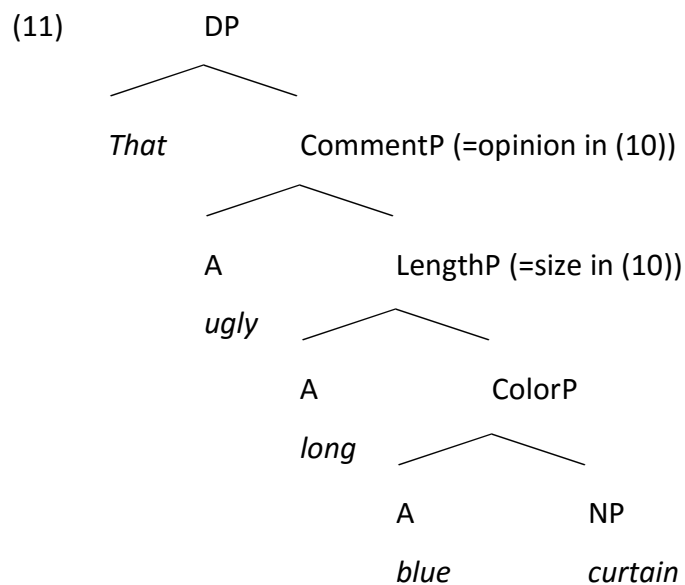 (11) DP
That CommentP (=opinion in (10))
A LengthP (=size in (10))
ugly
A ColorP
long
A NP
blue curtain